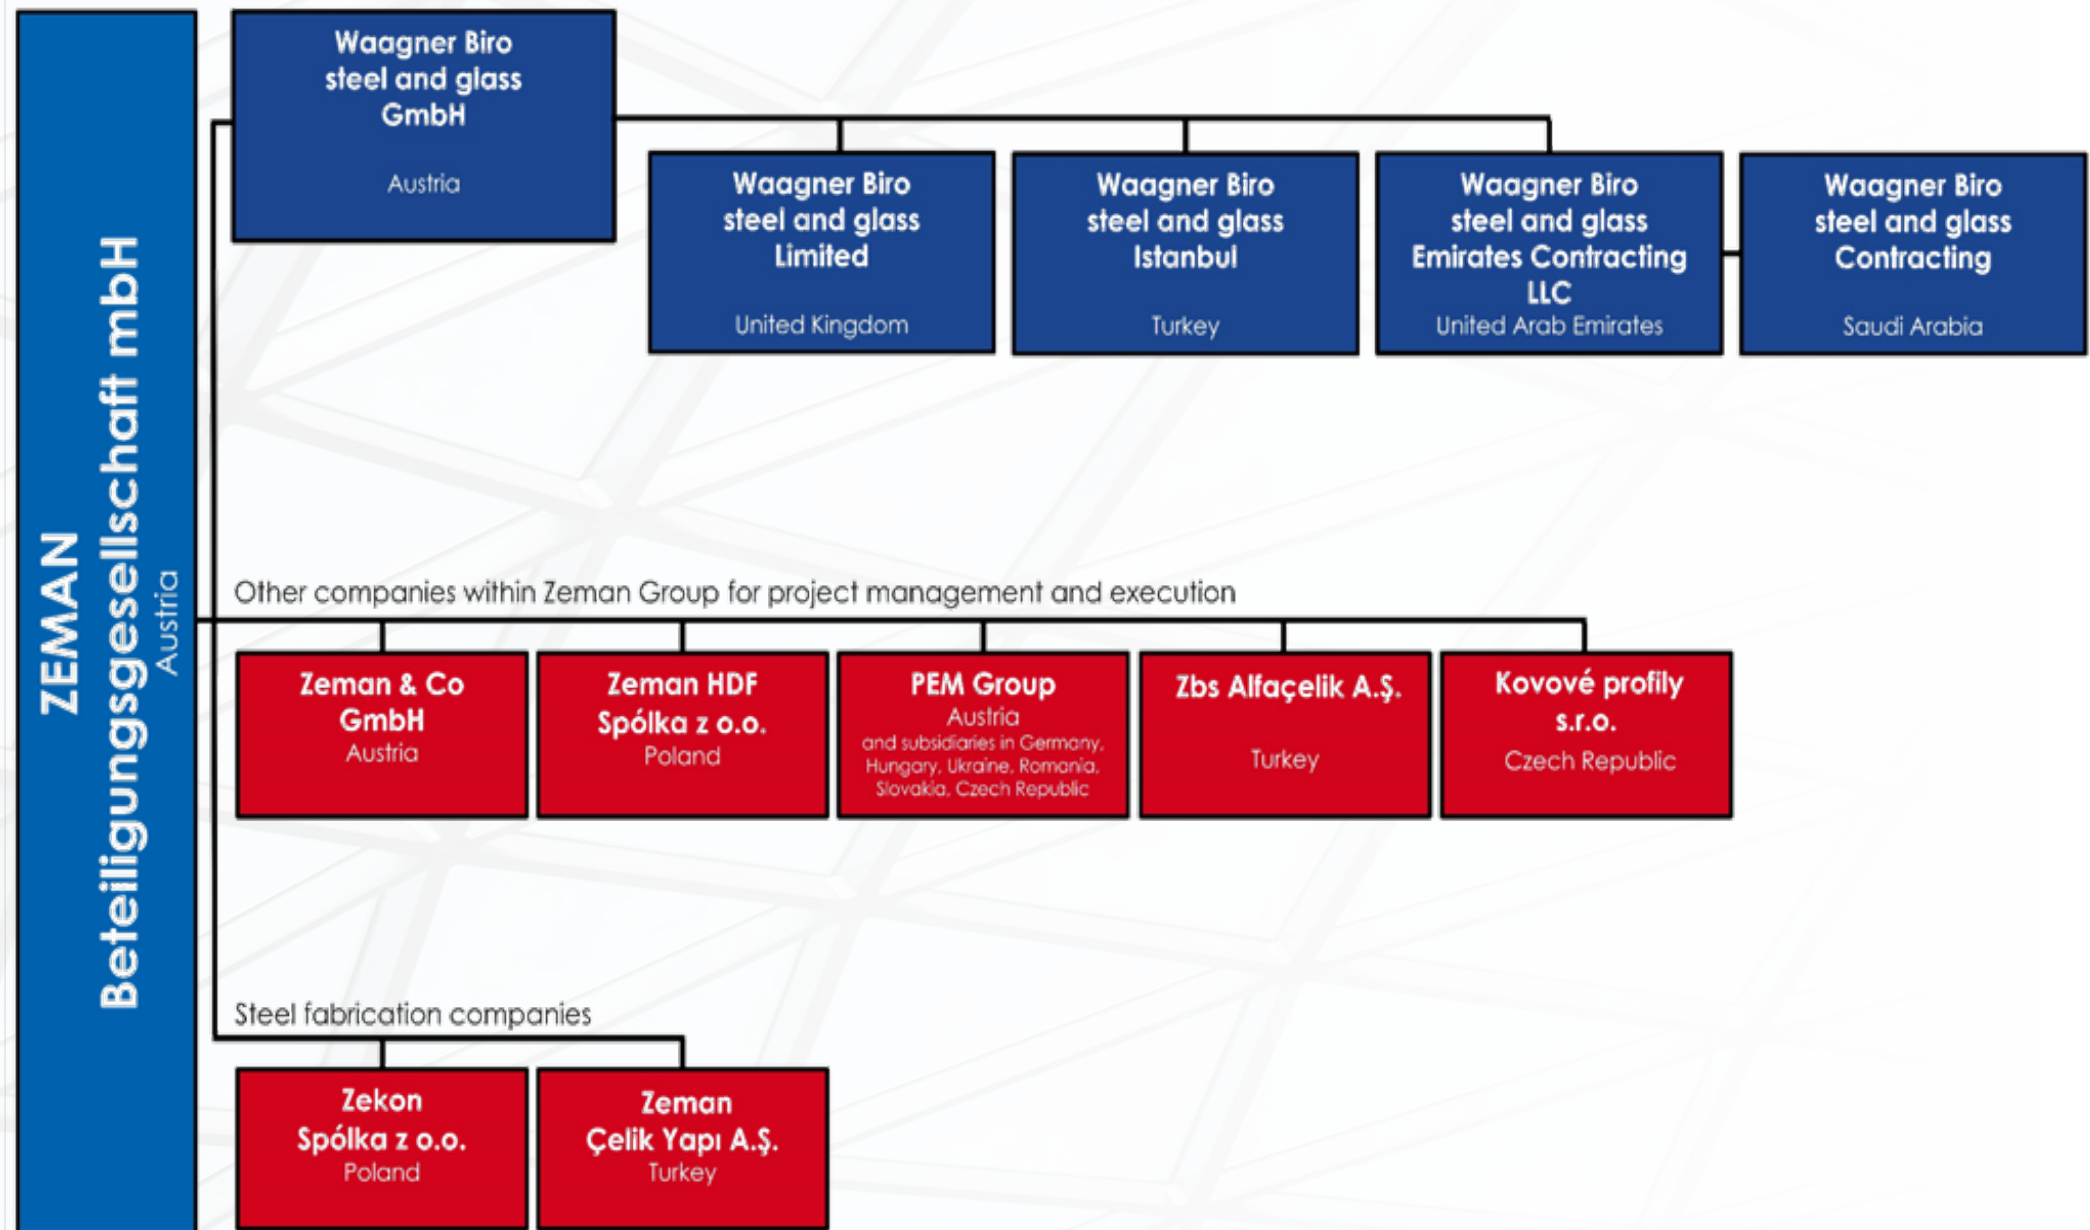 ZEMAN
Beteiligungsgesellschaft mbH
Austria
Waagner Biro
steel and glass
GmbH
Austria
Waagner Biro
steel and glass
Limited
United Kingdom
Waagner Biro
steel and glass
Istanbul
Turkey
Waagner Biro
steel and glass
Emirates Contracting
LLC
United Arab Emirates
Waagner Biro
steel and glass
Contracting
Saudi Arabia
Other companies within Zeman Group for project management and execution
Zeman & Co
GmbH
Austria
Zeman HDF
Spólka z o.o.
Poland
PEM Group
Austria
and subsidiaries in Germany,
Hungary, Ukraine, Romania,
Slovakia, Czech Republic
Zbs Alfaçelik A.Ş.
Turkey
Kovové profily
s.r.o.
Czech Republic
Steel fabrication companies
Zekon
Spólka z o.o.
Poland
Zeman
Çelik Yapı A.Ş.
Turkey